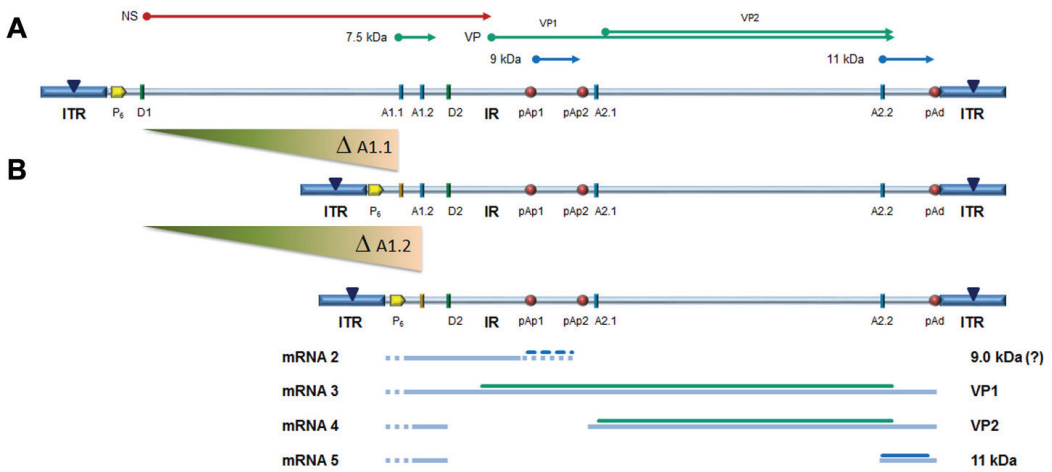 A
NS
7.5 kDa
VP
VP1
VP2
9 kDa
11 kDa
ITR P6 D1 A1.1 A1.2 D2 IR pAp1 pAp2 A2.1 A2.2 pAd ITR
Δ A1.1
B
ITR P6 A1.2 D2 IR pAp1 pAp2 A2.1 A2.2 pAd ITR
Δ A1.2
ITR P6 D2 IR pAp1 pAp2 A2.1 A2.2 pAd ITR
mRNA 2 9.0 kDa (?)
mRNA 3 VP1
mRNA 4 VP2
mRNA 5 11 kDa